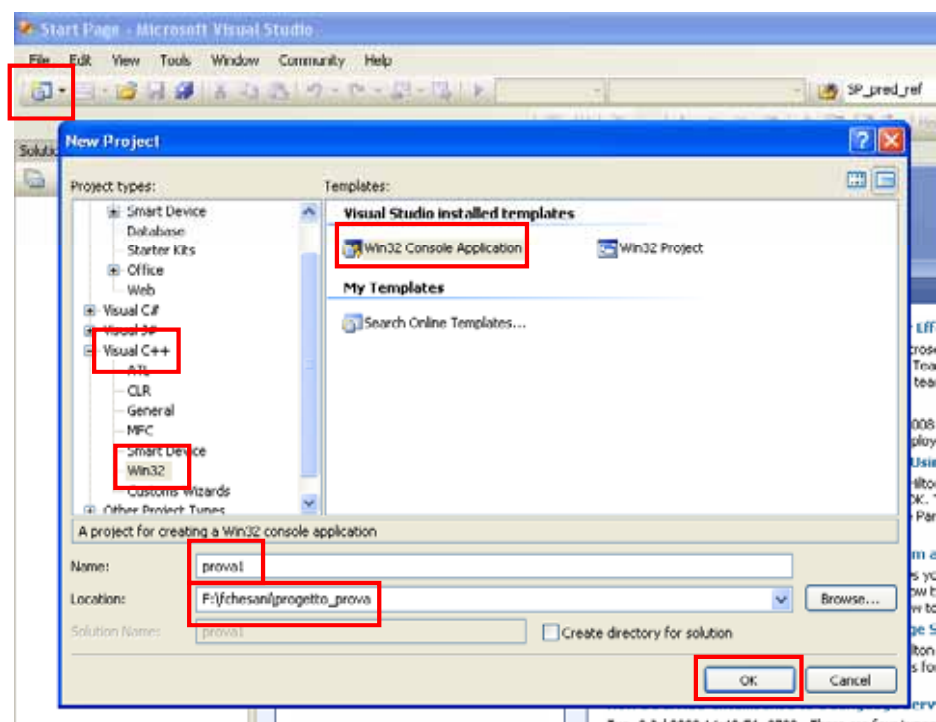 Start Page - Microsoft Visual Studio
File Edit View Tools Window Community Help
SP_pred_ref
New Project
Project types:
Templates:
Smart Device
Database
Starter Kits
Office
Web
Visual C#
Visual J#
Visual C++
ATL
CLR
General
MFC
Smart Device
Win32
Customs Wizards
Other Project Types
Visual Studio installed templates
Win32 Console Application
Win32 Project
My Templates
Search Online Templates...
A project for creating a Win32 console application
Name:
prova1
Location:
F:\fchesani\progetto_prova
Browse...
Solution Name:
prova1
Create directory for solution
OK
Cancel